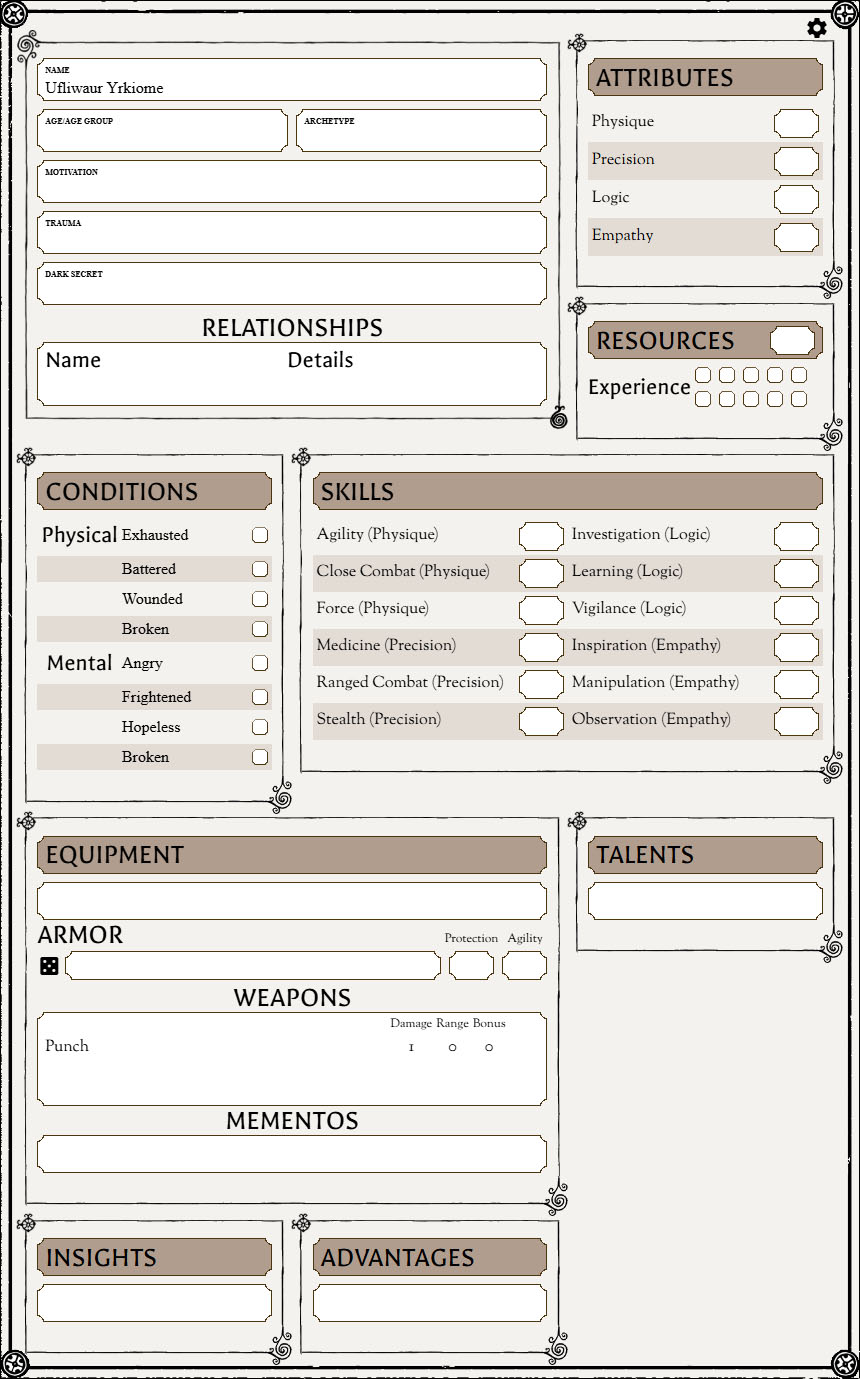 NAME
Ufliwaur Yrkiome
AGE/AGE GROUP
ARCHETYPE
MOTIVATION
TRAUMA
DARK SECRET
RELATIONSHIPS
Name Details
ATTRIBUTES
Physique
Precision
Logic
Empathy
RESOURCES
Experience
CONDITIONS
Physical Exhausted
Battered
Wounded
Broken
Mental Angry
Frightened
Hopeless
Broken
SKILLS
Agility (Physique) Investigation (Logic)
Close Combat (Physique) Learning (Logic)
Force (Physique) Vigilance (Logic)
Medicine (Precision) Inspiration (Empathy)
Ranged Combat (Precision) Manipulation (Empathy)
Stealth (Precision) Observation (Empathy)
EQUIPMENT
ARMOR Protection Agility
WEAPONS
Damage Range Bonus
Punch 1 0 0
MEMENTOS
TALENTS
INSIGHTS
ADVANTAGES